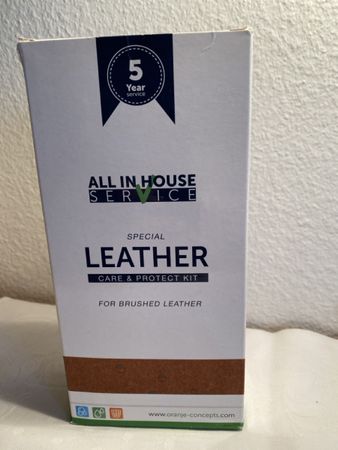 5
Year
service
ALL IN HOUSE
SERVICE
SPECIAL
LEATHER
CARE & PROTECT KIT
FOR BRUSHED LEATHER
www.oranje-concepts.com